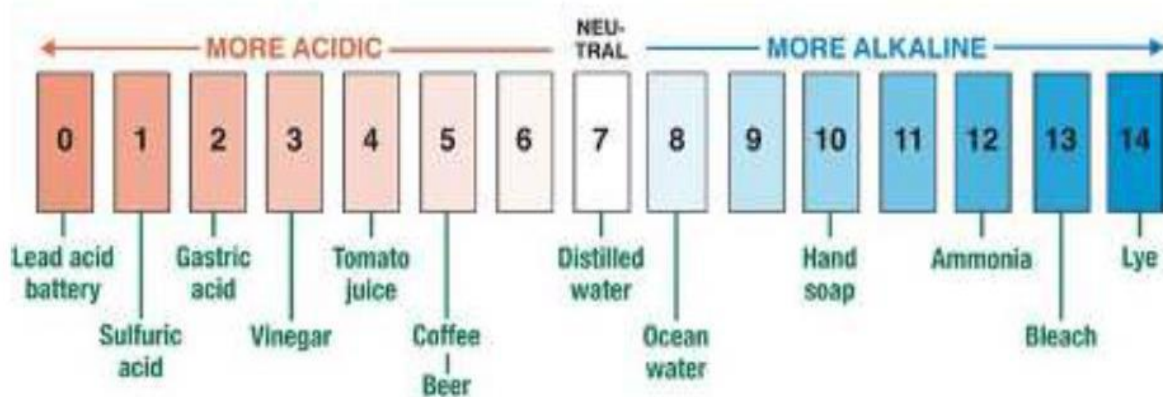 MORE ACIDIC
NEU-
TRAL
MORE ALKALINE
0 1 2 3 4 5 6 7 8 9 10 11 12 13 14
Lead acid
battery
Sulfuric
acid
Gastric
acid
Vinegar
Tomato
juice
Coffee
Beer
Distilled
water
Ocean
water
Hand
soap
Ammonia
Bleach
Lye